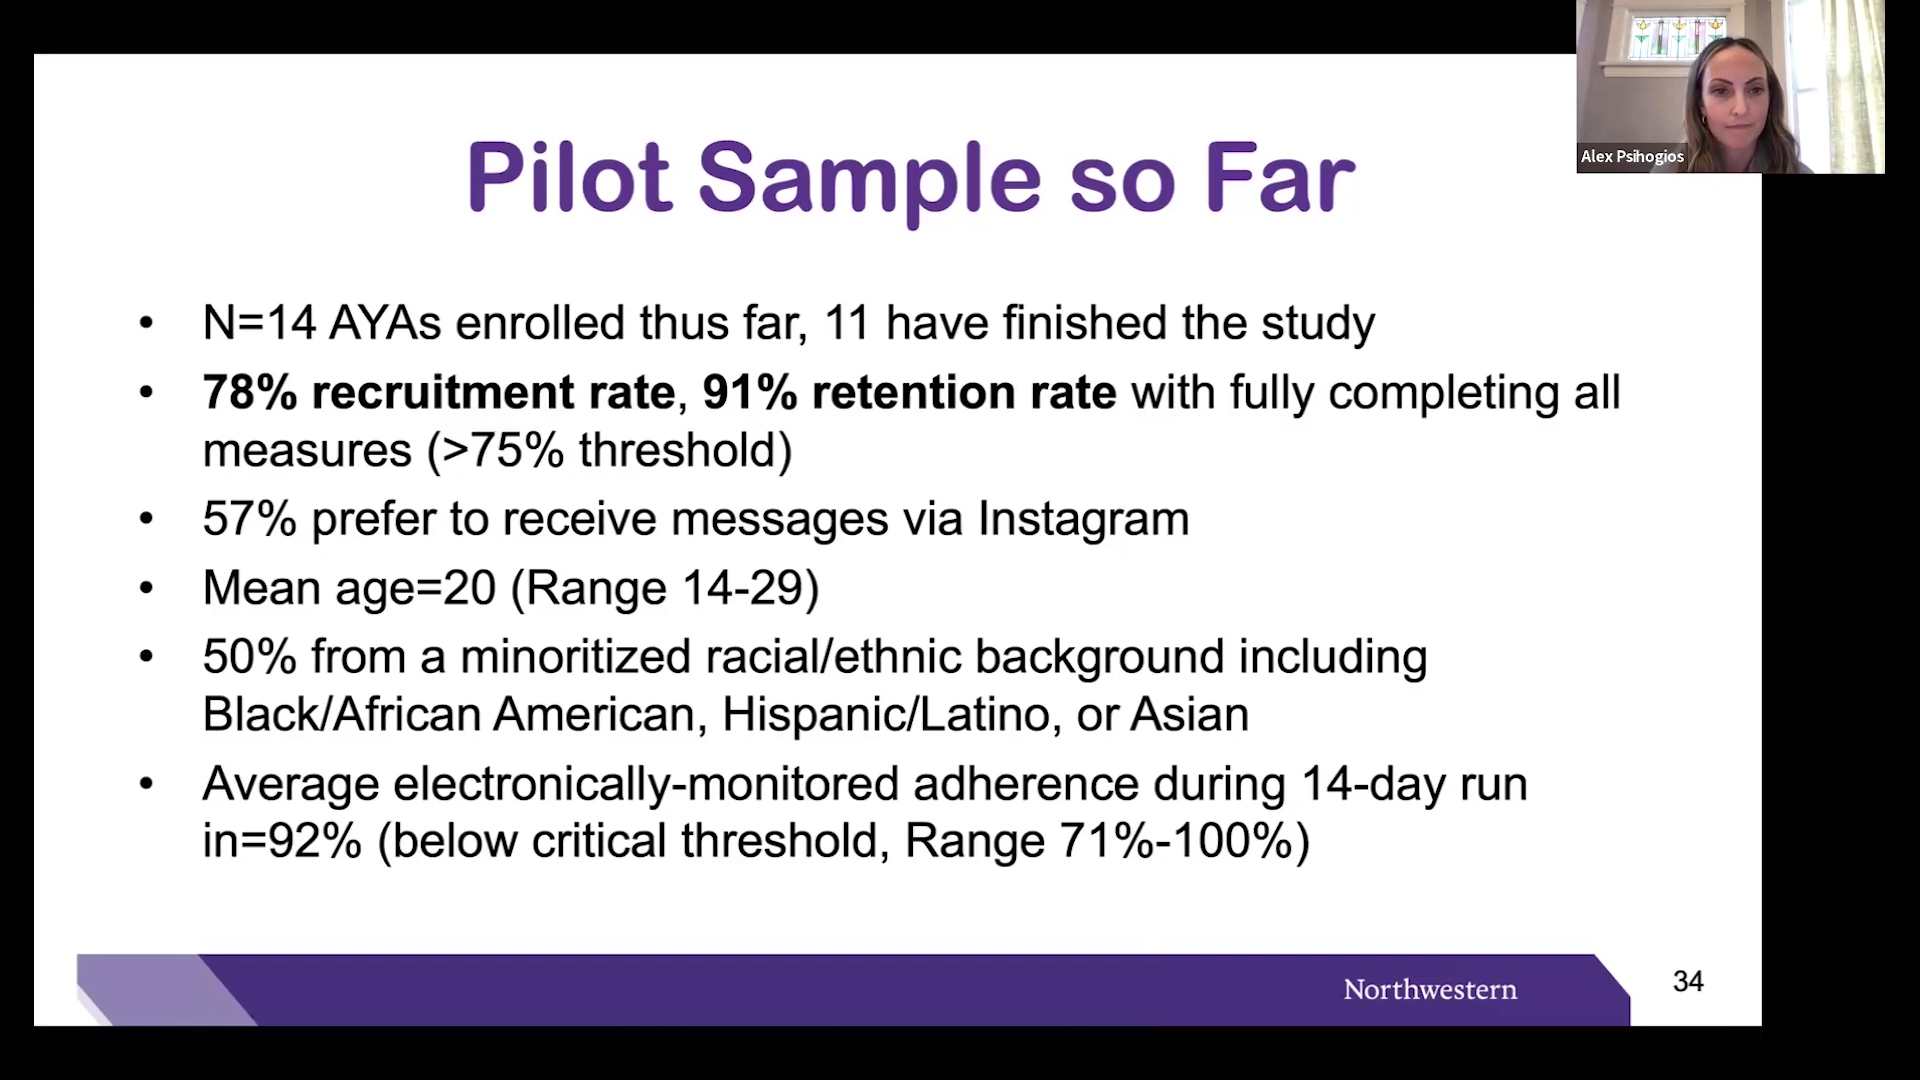 Alex Psihogios
Pilot Sample so Far
• N=14 AYAs enrolled thus far, 11 have finished the study
• 78% recruitment rate, 91% retention rate with fully completing all
measures (>75% threshold)
• 57% prefer to receive messages via Instagram
• Mean age=20 (Range 14-29)
• 50% from a minoritized racial/ethnic background including
Black/African American, Hispanic/Latino, or Asian
• Average electronically-monitored adherence during 14-day run
in=92% (below critical threshold, Range 71%-100%)
Northwestern
34